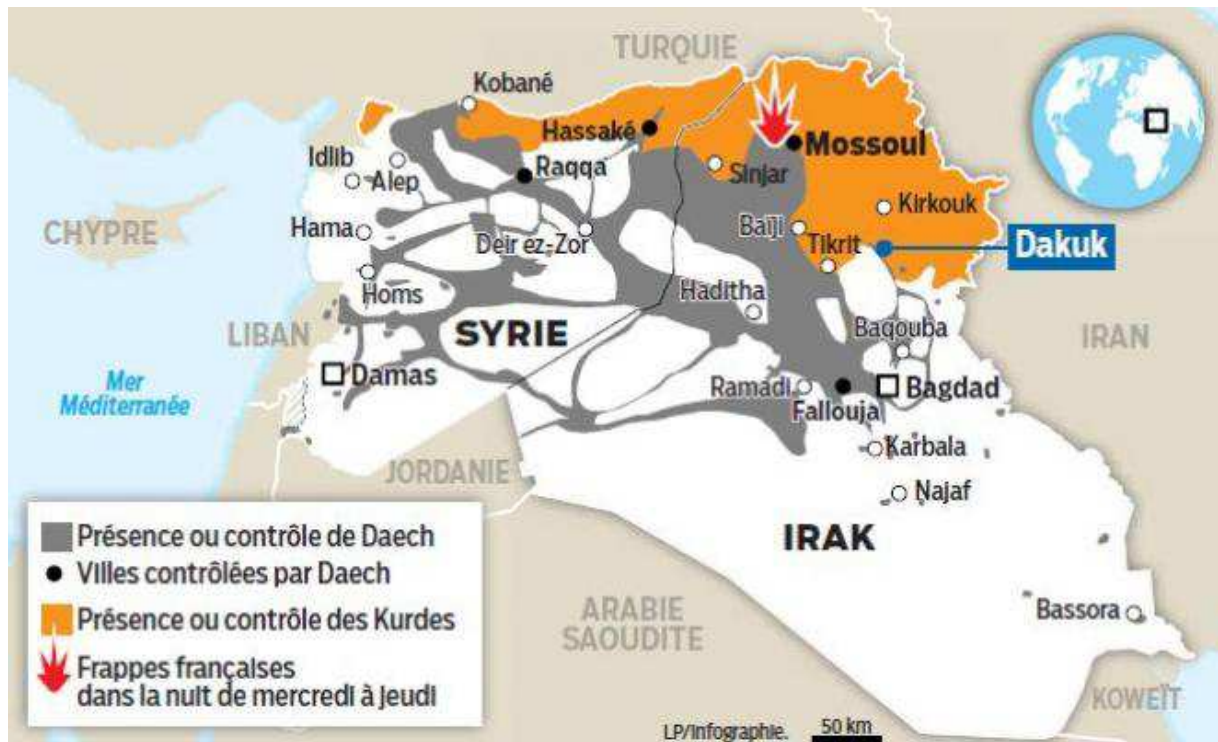 TURQUIE
Kobané
Hassaké
Mossoul
Idlib
Alep
Raqqa
Sinjar
Kirkouk
CHYPRE
Hama
Deir ez-Zor
Baïji
Tikrit
Dakuk
Homs
Haditha
LIBAN
SYRIE
Baqouba
IRAN
Mer
Méditerranée
Damas
Ramadi
Fallouja
Bagdad
JORDANIE
Karbala
Najaf
IRAK
Présence ou contrôle de Daech
Villes contrôlées par Daech
Présence ou contrôle des Kurdes
Frappes françaises
dans la nuit de mercredi à jeudi
ARABIE
SAOUDITE
Bassora
KOWEÏT
LP/Infographie.
50 km